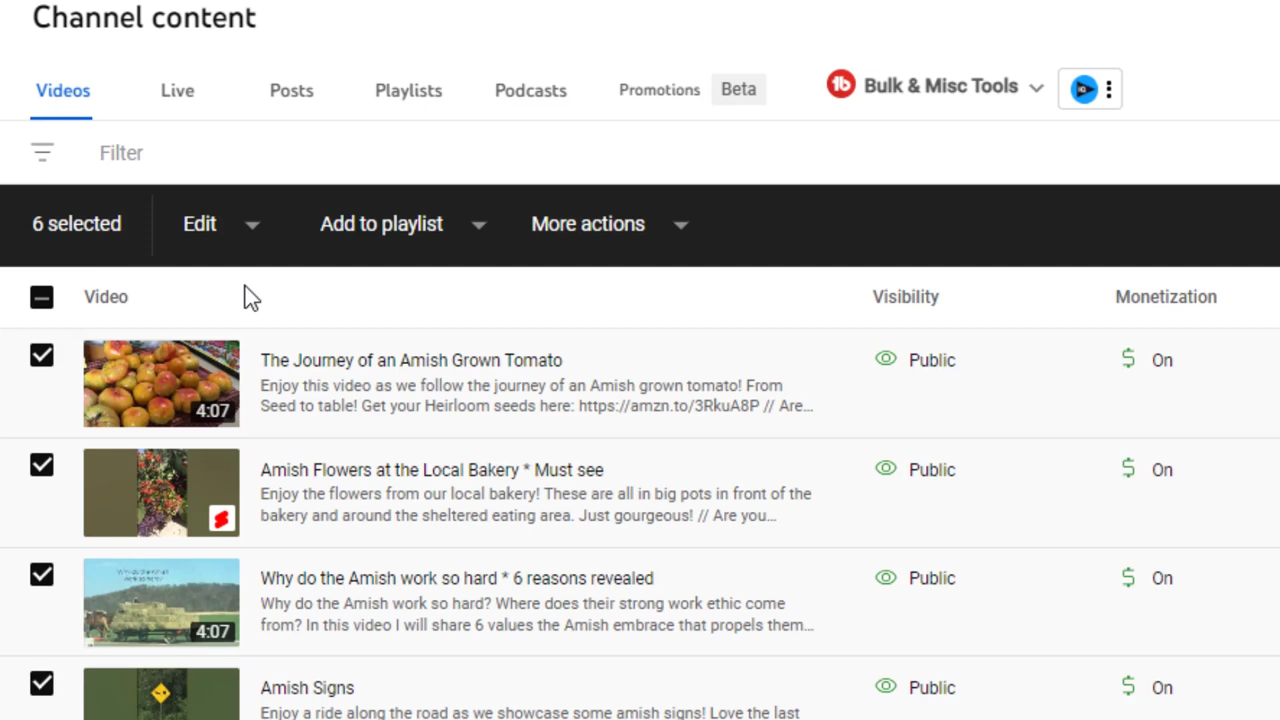 Channel content
Videos
Live
Posts
Playlists
Podcasts
Promotions
Beta
Bulk & Misc Tools
Filter
6 selected
Edit
Add to playlist
More actions
Video
Visibility
Monetization
4:07
The Journey of an Amish Grown Tomato
Enjoy this video as we follow the journey of an Amish grown tomato! From
Seed to table! Get your Heirloom seeds here: https://amzn.to/3RkuA8P // Are...
Public
On
Amish Flowers at the Local Bakery * Must see
Enjoy the flowers from our local bakery! These are all in big pots in front of the
bakery and around the sheltered eating area. Just gourgeous! // Are you...
Public
On
4:07
Why do the Amish work so hard * 6 reasons revealed
Why do the Amish work so hard? Where does their strong work ethic come
from? In this video I will share 6 values the Amish embrace that propels them...
Public
On
Amish Signs
Enjoy a ride along the road as we showcase some amish signs! Love the last
Public
On